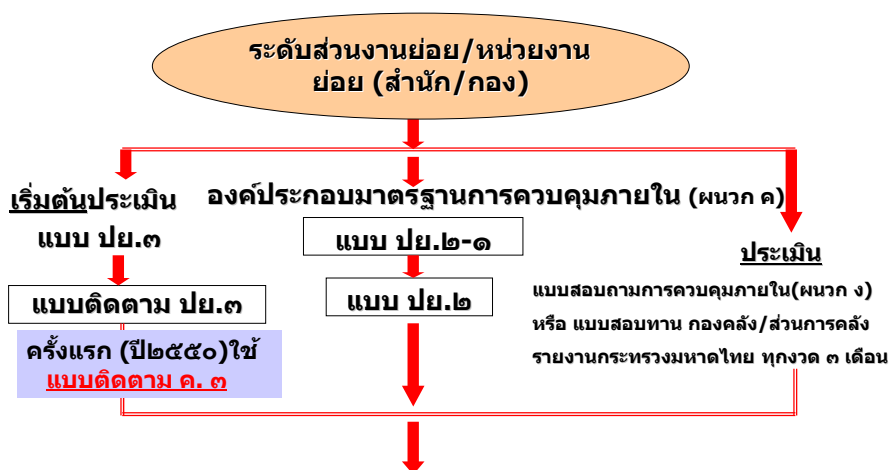 ระดับส่วนงานย่อย/หน่วยงาน
ย่อย (สำนัก/กอง)
เริ่มต้นประเมิน
แบบ ปย.๓
แบบติดตาม ปย.๓
ครั้งแรก (ปี๒๕๕๐)ใช้
แบบติดตาม ค. ๓
องค์ประกอบมาตรฐานการควบคุมภายใน (ผนวก ค)
แบบ ปย.๒-๑
แบบ ปย.๒
ประเมิน
แบบสอบถามการควบคุมภายใน(ผนวก ง)
หรือ แบบสอบทาน กองคลัง/ส่วนการคลัง
รายงานกระทรวงมหาดไทย ทุกงวด ๓ เดือน